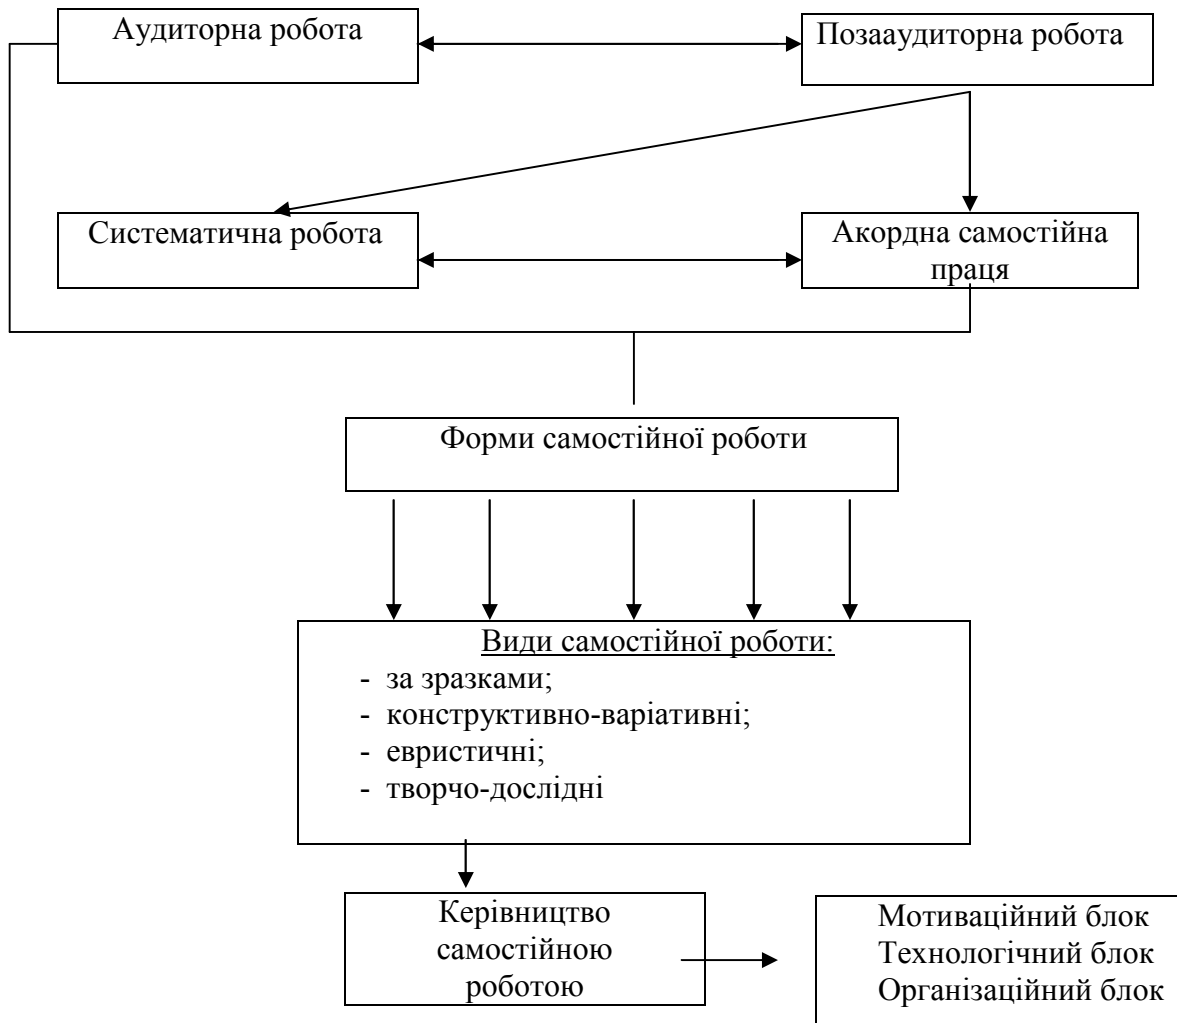 Аудиторна робота
Позааудиторна робота
Систематична робота
Акордна самостійна
праця
Форми самостійної роботи
Види самостійної роботи:
- за зразками;
- конструктивно-варіативні;
- евристичні;
- творчо-дослідні
Керівництво
самостійною
роботою
Мотиваційний блок
Технологічний блок
Організаційний блок